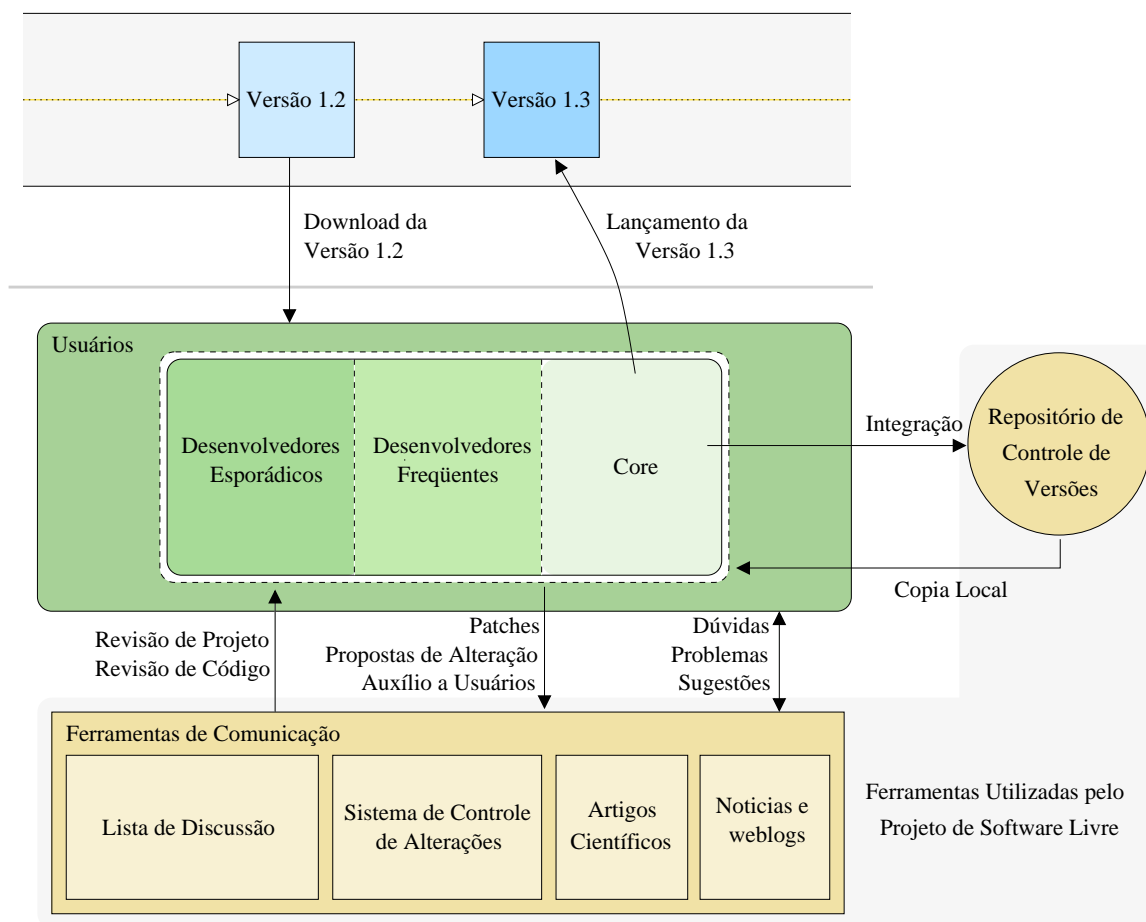 Versão 1.2
Versão 1.3
Download da
Versão 1.2
Lançamento da
Versão 1.3
Usuários
Desenvolvedores
Esporádicos
Desenvolvedores
Freqüentes
Core
Integração
Repositório de
Controle de
Versões
Copia Local
Revisão de Projeto
Revisão de Código
Patches
Propostas de Alteração
Auxílio a Usuários
Dúvidas
Problemas
Sugestões
Ferramentas de Comunicação
Lista de Discussão
Sistema de Controle
de Alterações
Artigos
Científicos
Noticias e
weblogs
Ferramentas Utilizadas pelo
Projeto de Software Livre